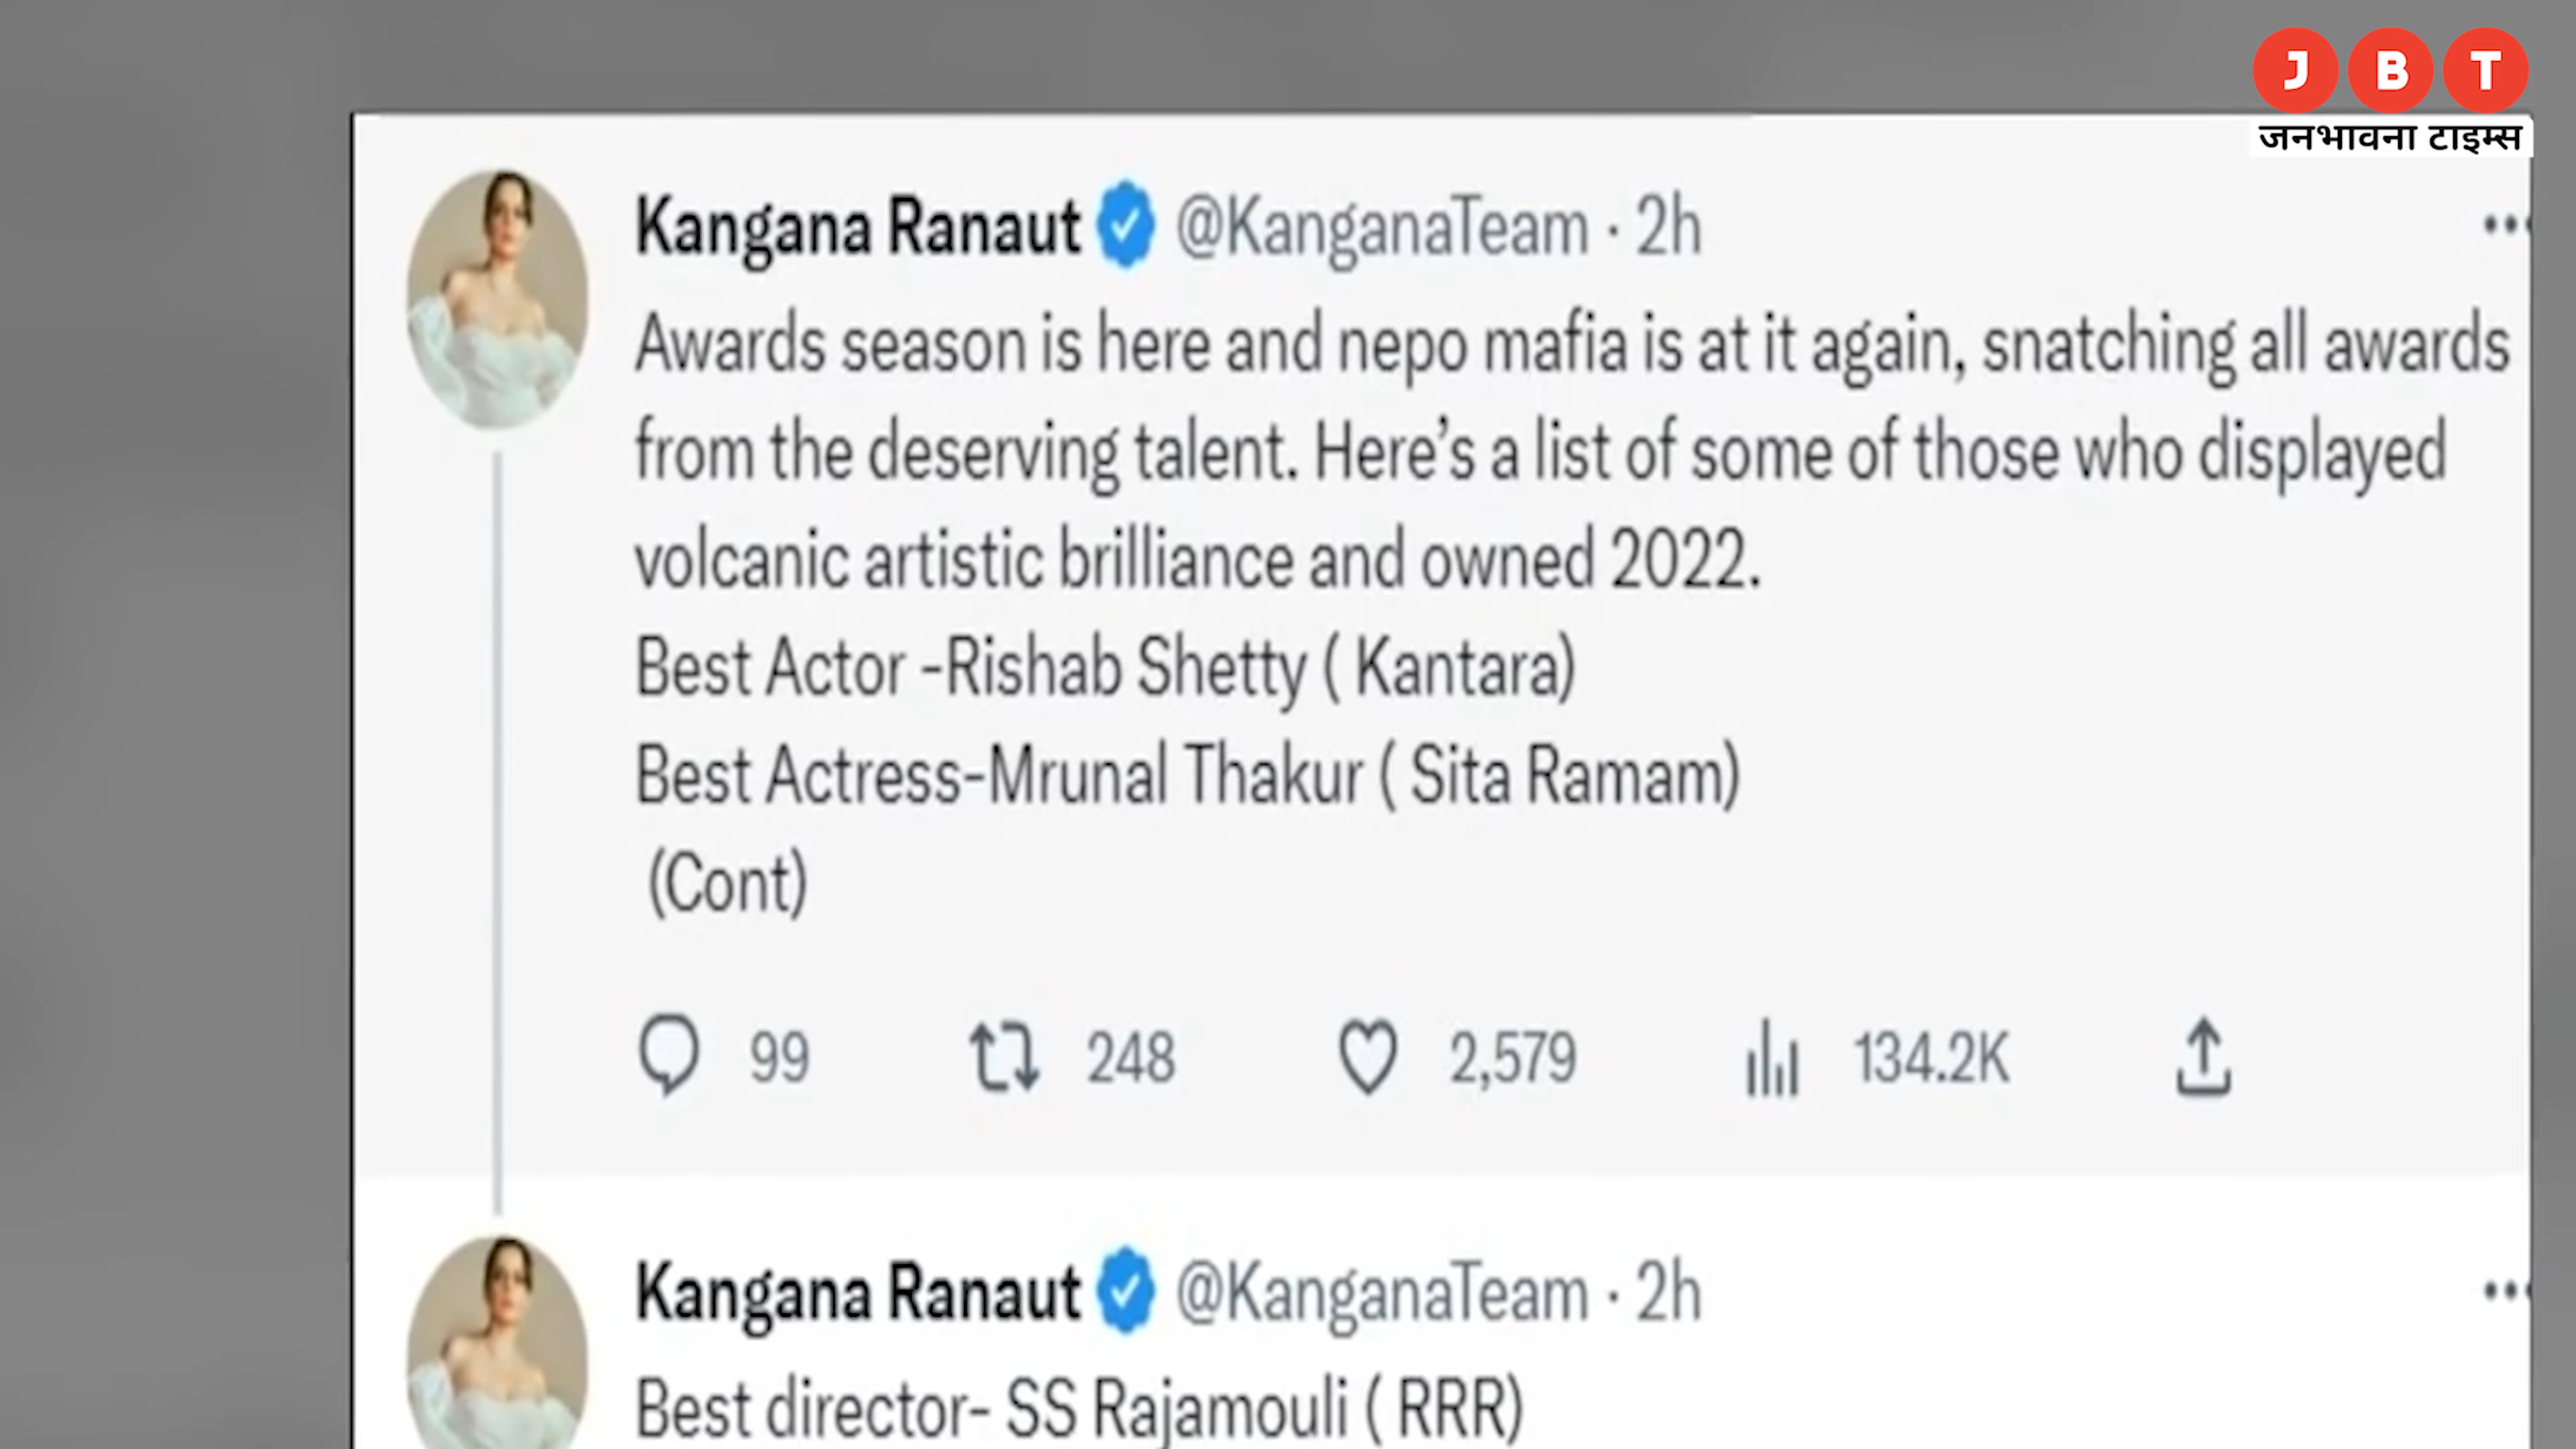 J B T
जनभावना टाइम्स
Kangana Ranaut @KanganaTeam · 2h
Awards season is here and nepo mafia is at it again, snatching all awards
from the deserving talent. Here’s a list of some of those who displayed
volcanic artistic brilliance and owned 2022.
Best Actor -Rishab Shetty ( Kantara)
Best Actress-Mrunal Thakur ( Sita Ramam)
(Cont)
99 248 2,579 134.2K
Kangana Ranaut @KanganaTeam · 2h
Best director- SS Rajamouli ( RRR)